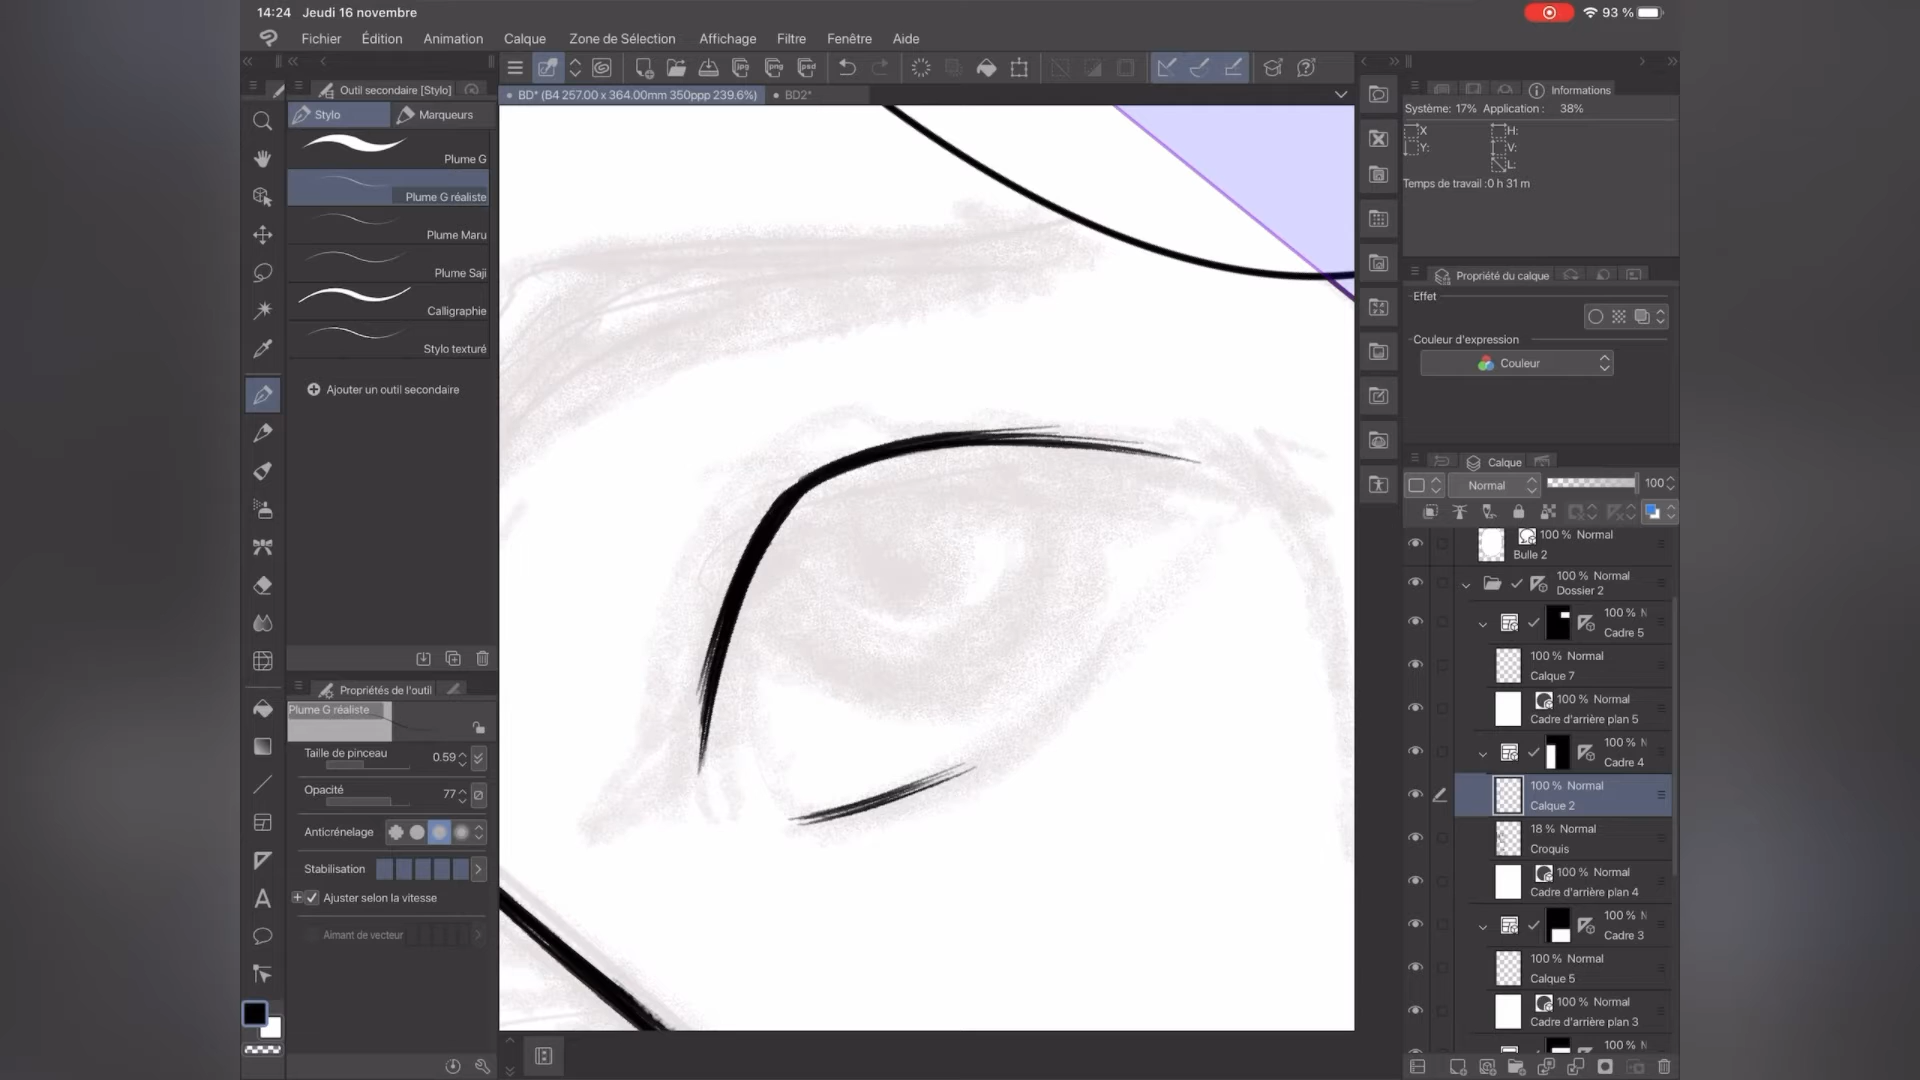 14:24 Jeudi 16 novembre
93 %
Fichier Édition Animation Calque Zone de Sélection Affichage Filtre Fenêtre Aide
jpg png psd
Outil secondaire [Stylo]
BD* (B4 257.00 x 364.00mm 350ppp 239.6%)
BD2*
Stylo
Marqueurs
Plume G
Plume G réaliste
Plume Maru
Plume Saji
Calligraphie
Stylo texturé
Ajouter un outil secondaire
Propriétés de l'outil
Plume G réaliste
Taille de pinceau 0.59
Opacité 77
Anticrénelage
Stabilisation
Ajuster selon la vitesse
Aimant de vecteur
Informations
Système: 17% Application : 38%
X H:
Y: V:
L:
Temps de travail :0 h 31 m
Propriété du calque
Effet
Couleur d'expression
Couleur
Calque
Normal 100
100 % Normal
Bulle 2
100 % Normal
Dossier 2
100 % N
Cadre 5
100 % Normal
Calque 7
100 % Normal
Cadre d'arrière plan 5
100 % N
Cadre 4
100 % Normal
Calque 2
18 % Normal
Croquis
100 % Normal
Cadre d'arrière plan 4
100 % N
Cadre 3
100 % Normal
Calque 5
100 % Normal
Cadre d'arrière plan 3
100 % N